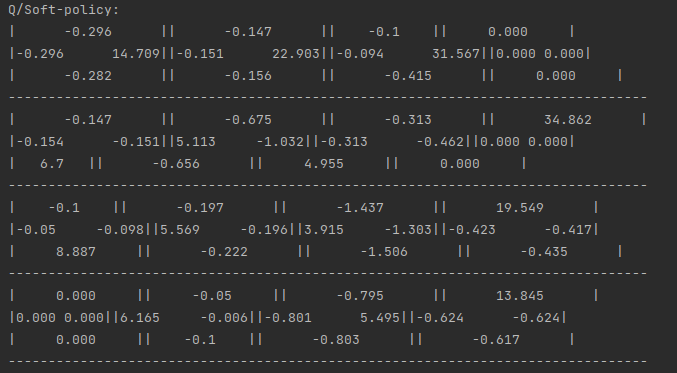 Q/Soft-policy:
|      -0.296      ||      -0.147      ||    -0.1    ||     0.000     |
|-0.296      14.709||-0.151      22.903||-0.094      31.567||0.000 0.000|
|      -0.282      ||      -0.156      ||      -0.415      ||     0.000     |
--------------------------------------------------------------------------------
|      -0.147      ||      -0.675      ||      -0.313      ||      34.862      |
|-0.154      -0.151||5.113     -1.032||-0.313      -0.462||0.000 0.000|
|   6.7   ||      -0.656      ||     4.955     ||     0.000     |
--------------------------------------------------------------------------------
|    -0.1    ||      -0.197      ||      -1.437      ||      19.549      |
|-0.05     -0.098||5.569     -0.196||3.915     -1.303||-0.423      -0.417|
|     8.887     ||      -0.222      ||      -1.506      ||      -0.435      |
--------------------------------------------------------------------------------
|     0.000     ||     -0.05     ||      -0.795      ||      13.845      |
|0.000 0.000||6.165     -0.006||-0.801      5.495||-0.624      -0.624|
|     0.000     ||    -0.1    ||      -0.803      ||      -0.617      |
--------------------------------------------------------------------------------